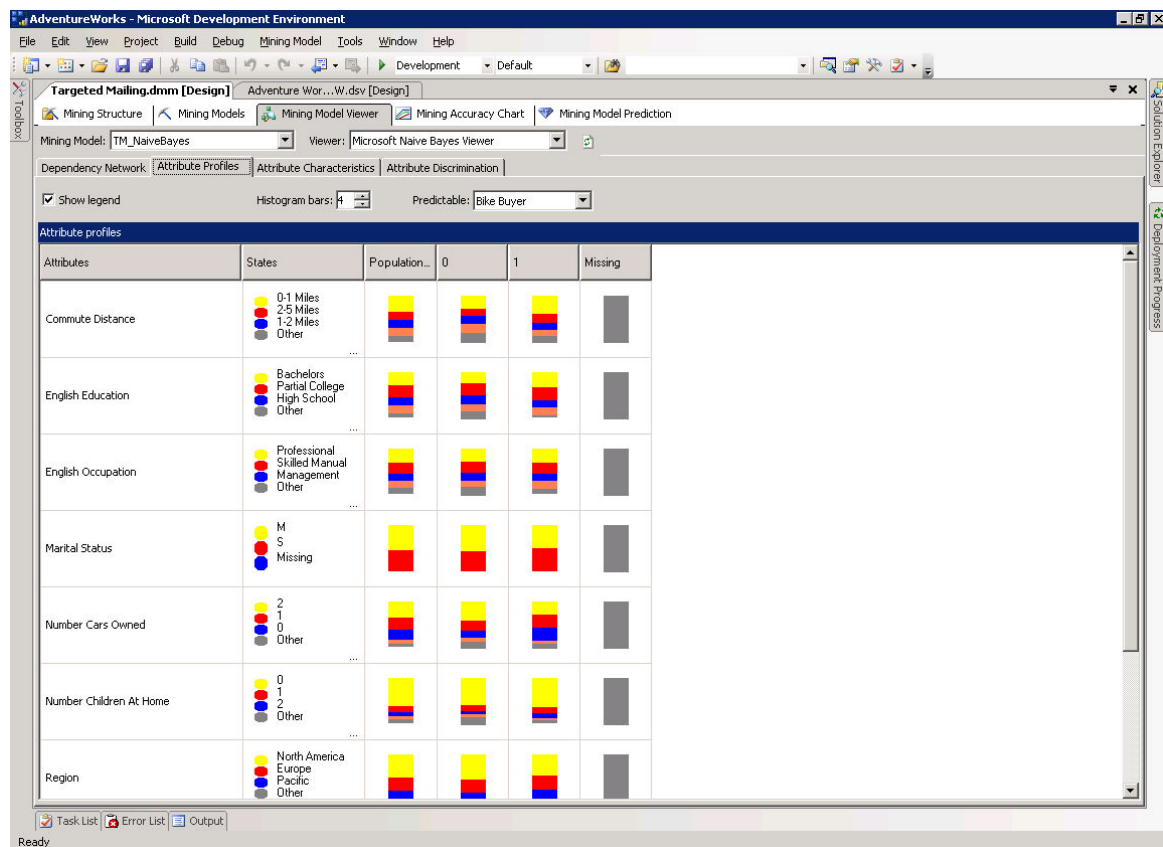 AdventureWorks - Microsoft Development Environment
File Edit View Project Build Debug Mining Model Tools Window Help
Development Default
Toolbox
Targeted Mailing.dmm [Design] Adventure Wor...W.dsv [Design]
Mining Structure Mining Models Mining Model Viewer Mining Accuracy Chart Mining Model Prediction
Mining Model: TM_NaiveBayes Viewer: Microsoft Naive Bayes Viewer
Dependency Network Attribute Profiles Attribute Characteristics Attribute Discrimination
Show legend Histogram bars: 4 Predictable: Bike Buyer
Attribute profiles
Attributes States Population... 0 1 Missing
Commute Distance
0-1 Miles
2-5 Miles
1-2 Miles
Other
...
English Education
Bachelors
Partial College
High School
Other
...
English Occupation
Professional
Skilled Manual
Management
Other
...
Marital Status
M
S
Missing
Number Cars Owned
2
1
0
Other
...
Number Children At Home
0
1
2
Other
...
Region
North America
Europe
Pacific
Other
Solution Explorer
Deployment Progress
Task List Error List Output
Ready